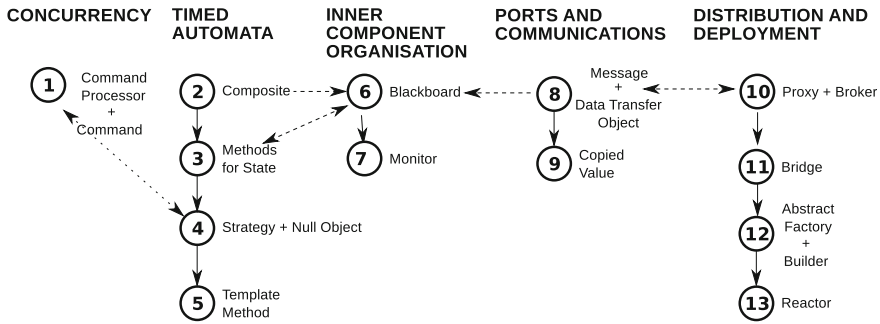 CONCURRENCY
TIMED
AUTOMATA
INNER
COMPONENT
ORGANISATION
PORTS AND
COMMUNICATIONS
DISTRIBUTION AND
DEPLOYMENT
1
Command
Processor
+
Command
2
Composite
3
Methods
for State
4
Strategy + Null Object
5
Template
Method
6
Blackboard
7
Monitor
8
Message
+
Data Transfer
Object
9
Copied
Value
10
Proxy + Broker
11
Bridge
12
Abstract
Factory
+
Builder
13
Reactor